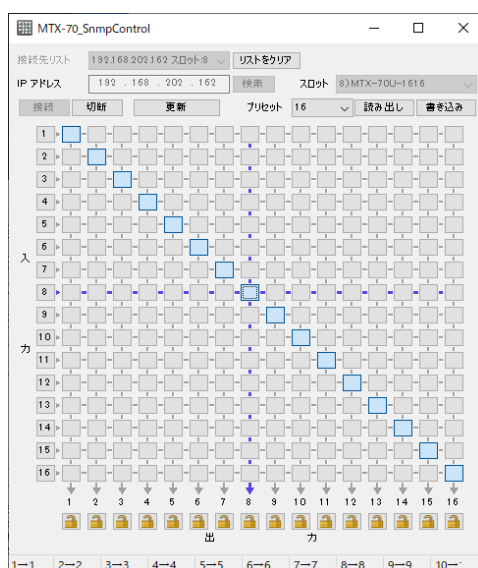 MTX-70_SnmpControl
接続先リスト 192.168.202.162 スロット:8 リストをクリア
IP アドレス 192 . 168 . 202 . 162 検索 スロット 8)MTX-70U-1616
接続 切断 更新 プリセット 16 読み出し 書き込み
1
2
3
4
5
6
入
7
8
9
10
力
11
12
13
14
15
16
1 2 3 4 5 6 7 8 9 10 11 12 13 14 15 16
出 力
1→1 2→2 3→3 4→4 5→5 6→6 7→7 8→8 9→9 10→